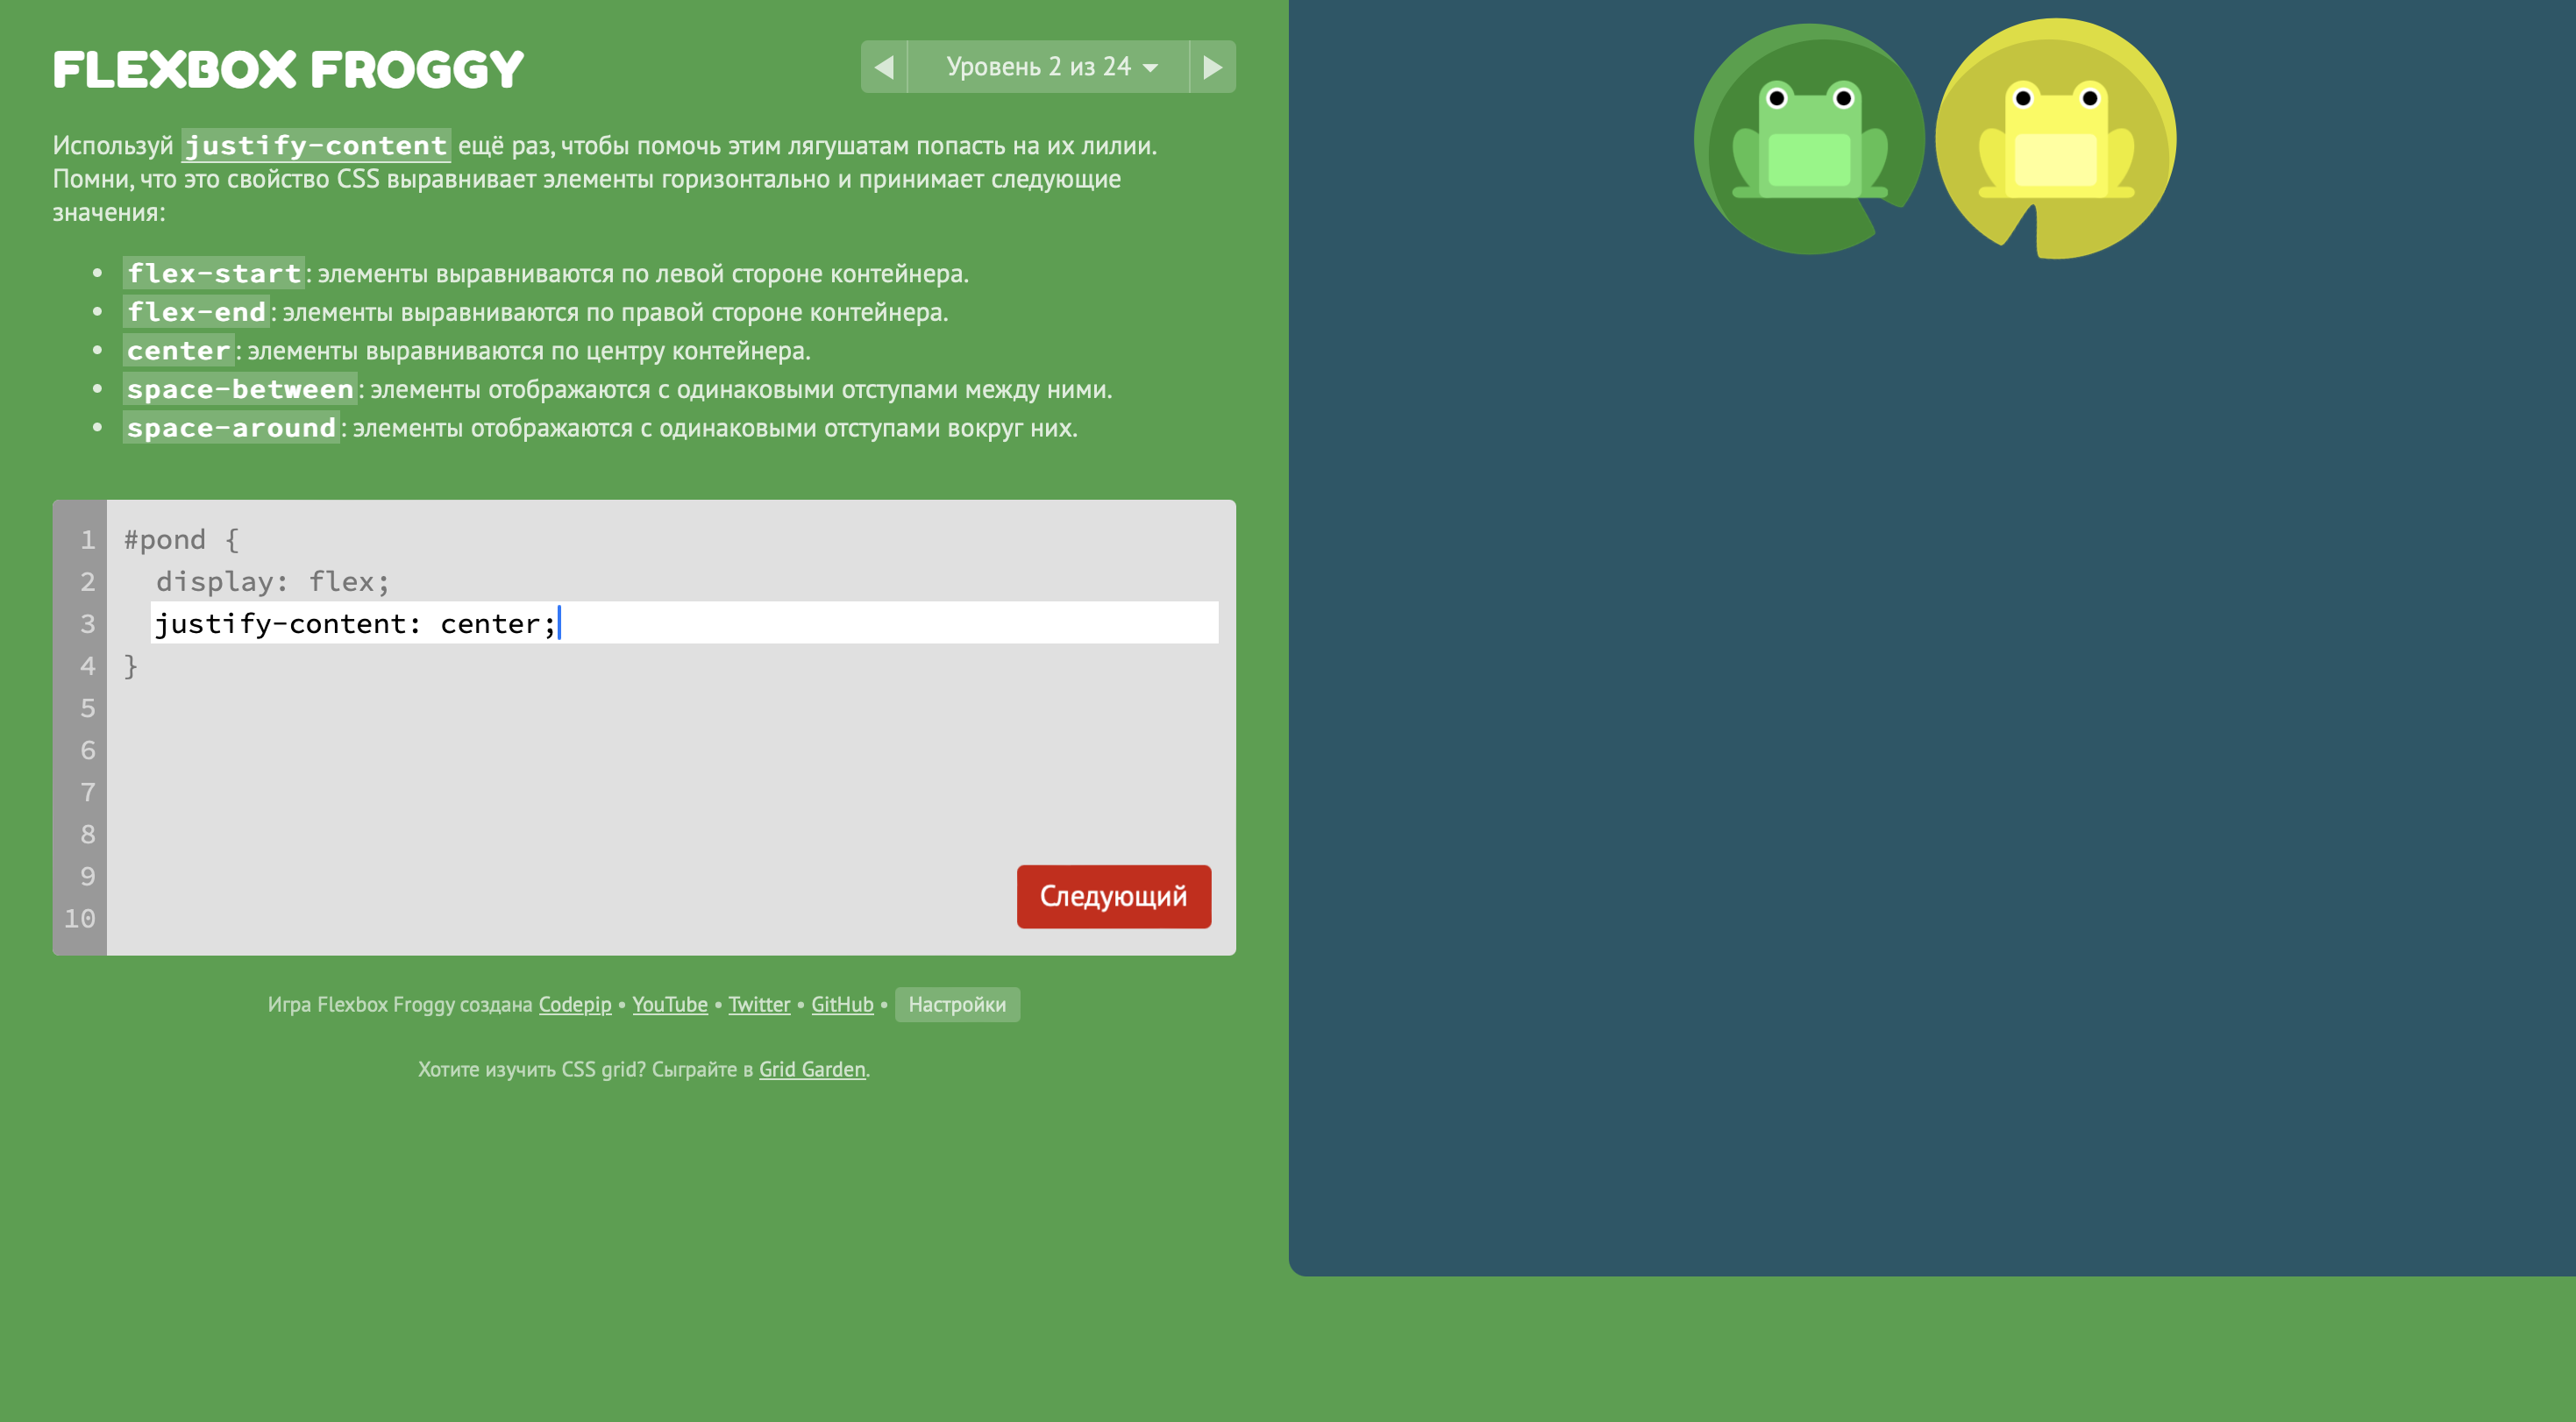 FLEXBOX FROGGY
Уровень 2 из 24
Используй justify-content ещё раз, чтобы помочь этим лягушатам попасть на их лилии.
Помни, что это свойство CSS выравнивает элементы горизонтально и принимает следующие
значения:
• flex-start: элементы выравниваются по левой стороне контейнера.
• flex-end: элементы выравниваются по правой стороне контейнера.
• center: элементы выравниваются по центру контейнера.
• space-between: элементы отображаются с одинаковыми отступами между ними.
• space-around: элементы отображаются с одинаковыми отступами вокруг них.
1 #pond {
2 display: flex;
3 justify-content: center;
4 }
5
6
7
8
9
10
Следующий
Игра Flexbox Froggy создана Codepip • YouTube • Twitter • GitHub • Настройки
Хотите изучить CSS grid? Сыграйте в Grid Garden.